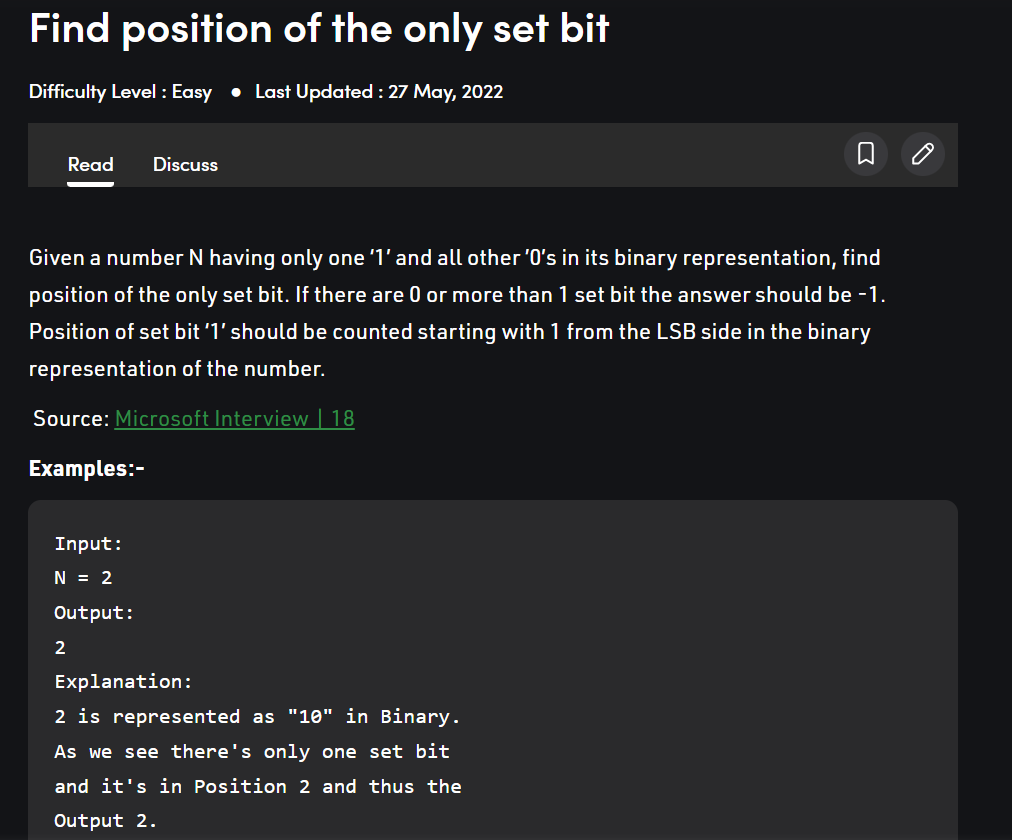 Find position of the only set bit
Difficulty Level : Easy ● Last Updated : 27 May, 2022
Read Discuss
Given a number N having only one ‘1’ and all other ’0’s in its binary representation, find
position of the only set bit. If there are 0 or more than 1 set bit the answer should be -1.
Position of set bit ‘1’ should be counted starting with 1 from the LSB side in the binary
representation of the number.
Source: Microsoft Interview | 18
Examples:-
Input:
N = 2
Output:
2
Explanation:
2 is represented as "10" in Binary.
As we see there's only one set bit
and it's in Position 2 and thus the
Output 2.